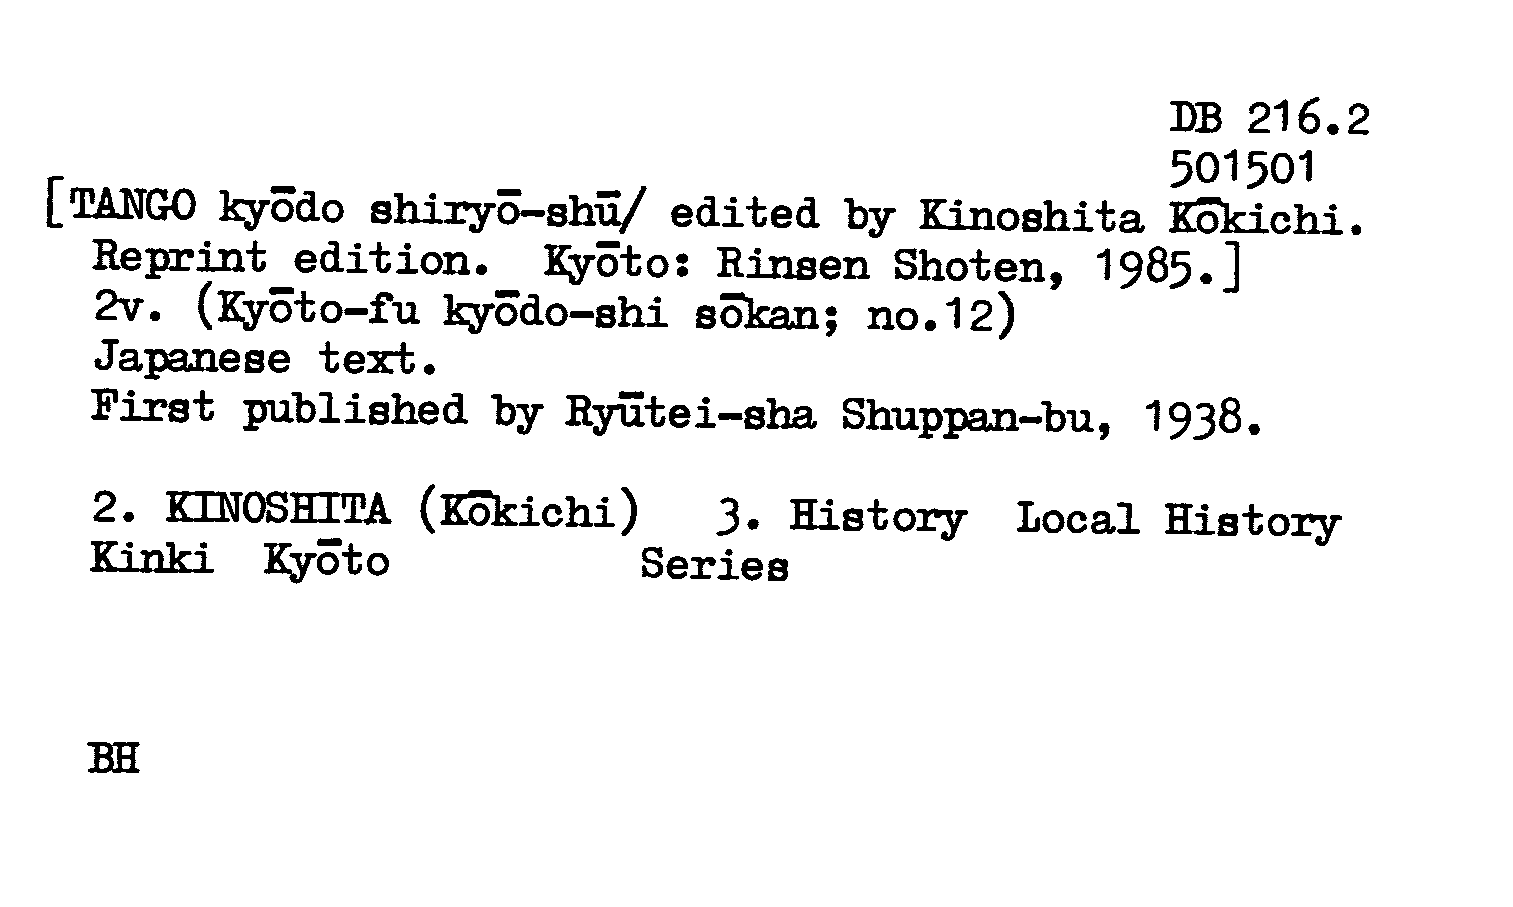 DB 216.2
501501
[TANGO kyōdo shiryō-shū/ edited by Kinoshita Kōkichi.
Reprint edition. Kyōto: Rinsen Shoten, 1985.]
2v. (Kyōto-fu kyōdo-shi sōkan; no.12)
Japanese text.
First published by Ryūtei-sha Shuppan-bu, 1938.
2. KINOSHITA (Kōkichi) 3. History Local History
Kinki Kyōto Series
BH